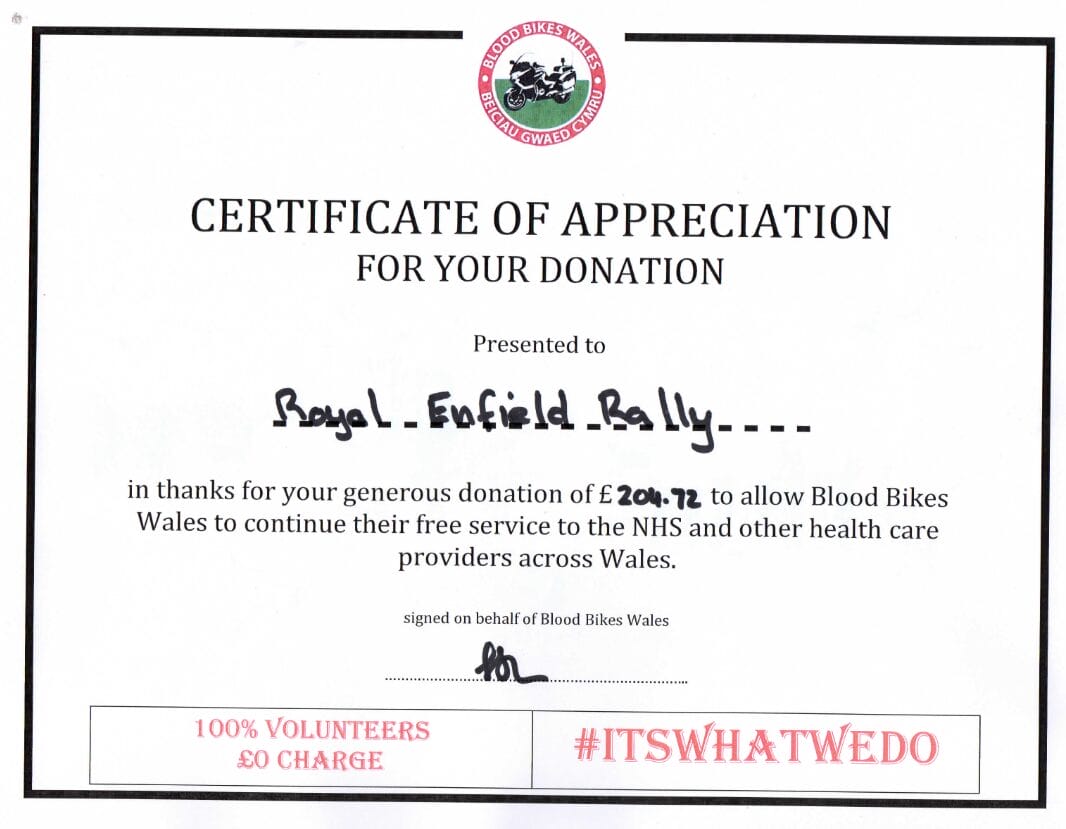 BLOOD BIKES WALES
BEICIAU GWAED CYMRU
CERTIFICATE OF APPRECIATION
FOR YOUR DONATION
Presented to
Royal Enfield Rally
in thanks for your generous donation of £ 204.72 to allow Blood Bikes
Wales to continue their free service to the NHS and other health care
providers across Wales.
signed on behalf of Blood Bikes Wales
100% VOLUNTEERS
£0 CHARGE
#ITSWHATWEDO